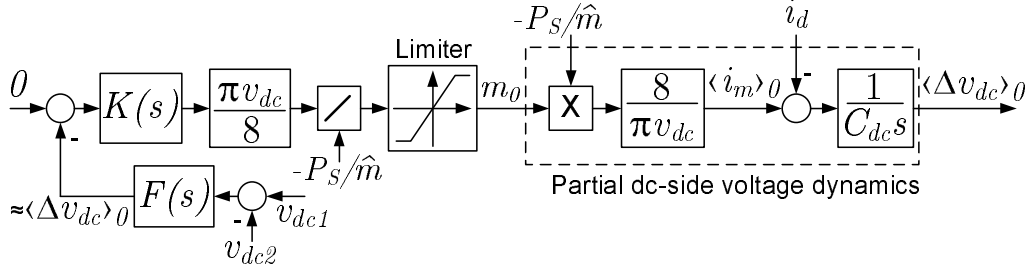 -P_S/m̂
i_d
Limiter
0
K(s)
πv_dc
8
m_0
X
8
πv_dc
⟨i_m⟩_0
-
1
C_dc s
⟨Δv_dc⟩_0
-
-P_S/m̂
Partial dc-side voltage dynamics
≈⟨Δv_dc⟩_0
F(s)
-
v_dc1
v_dc2